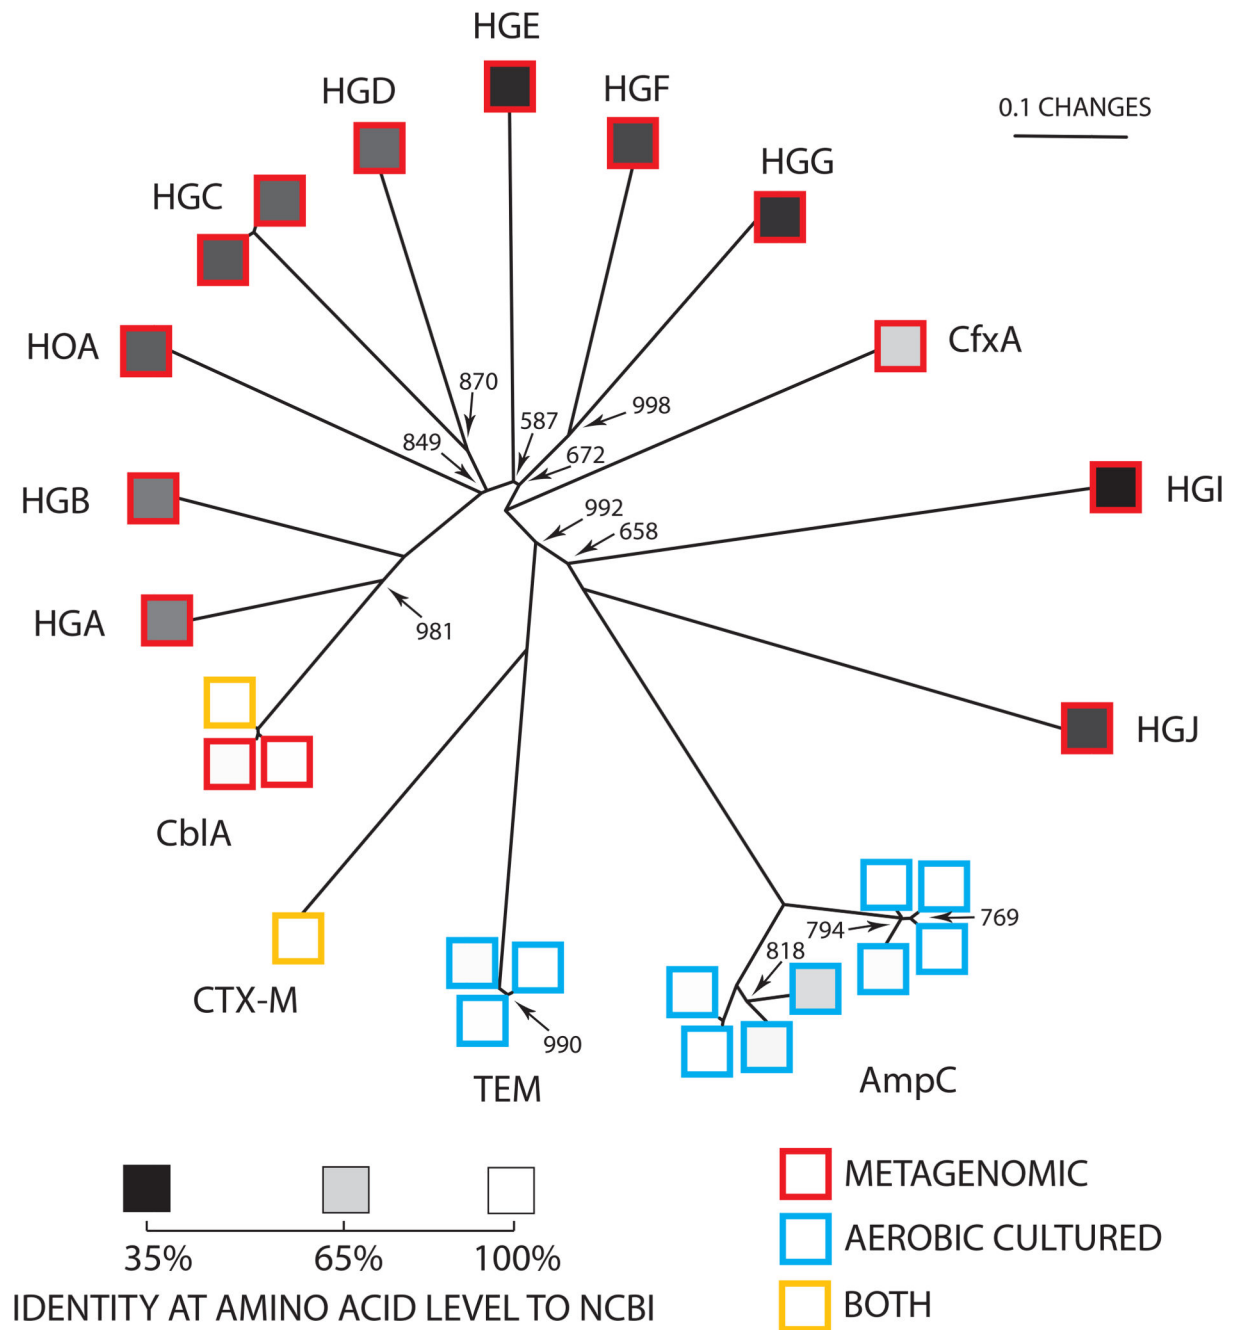 HGE
HGD
HGF
0.1 CHANGES
HGG
HGC
HOA
CfxA
870
998
587
849
672
HGB
HGI
992
658
HGA
981
HGJ
CblA
794
769
818
CTX-M
990
TEM
AmpC
METAGENOMIC
AEROBIC CULTURED
35%
65%
100%
BOTH
IDENTITY AT AMINO ACID LEVEL TO NCBI